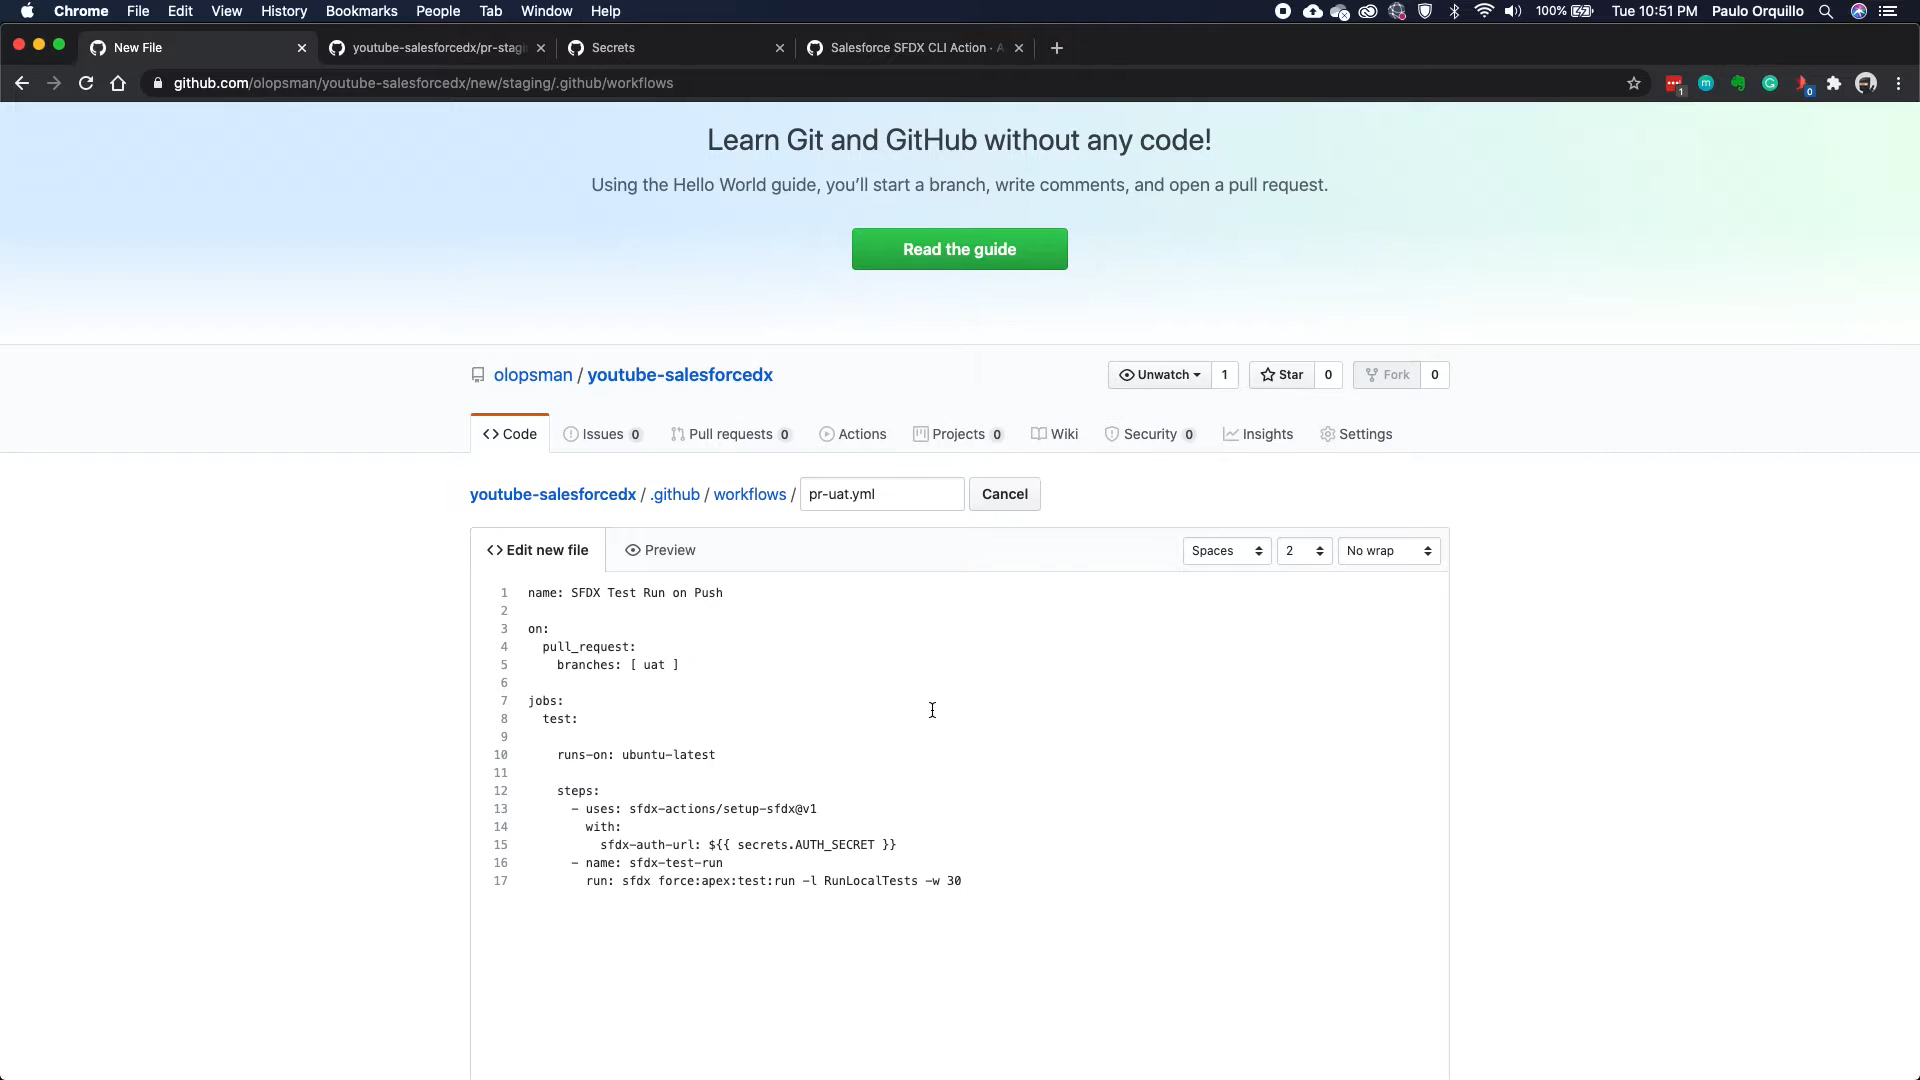 Chrome File Edit View History Bookmarks People Tab Window Help 100% Tue 10:51 PM Paulo Orquillo
New File youtube-salesforcedx/pr-stag Secrets Salesforce SFDX CLI Action · A
github.com/olopsman/youtube-salesforcedx/new/staging/.github/workflows 1 m 0
Learn Git and GitHub without any code!
Using the Hello World guide, you'll start a branch, write comments, and open a pull request.
Read the guide
olopsman / youtube-salesforcedx Unwatch 1 Star 0 Fork 0
<> Code Issues 0 Pull requests 0 Actions Projects 0 Wiki Security 0 Insights Settings
youtube-salesforcedx / .github / workflows / pr-uat.yml Cancel
<> Edit new file Preview Spaces 2 No wrap
1 name: SFDX Test Run on Push
2
3 on:
4 pull_request:
5 branches: [ uat ]
6
7 jobs:
8 test:
9
10 runs-on: ubuntu-latest
11
12 steps:
13 - uses: sfdx-actions/setup-sfdx@v1
14 with:
15 sfdx-auth-url: ${{ secrets.AUTH_SECRET }}
16 - name: sfdx-test-run
17 run: sfdx force:apex:test:run -l RunLocalTests -w 30